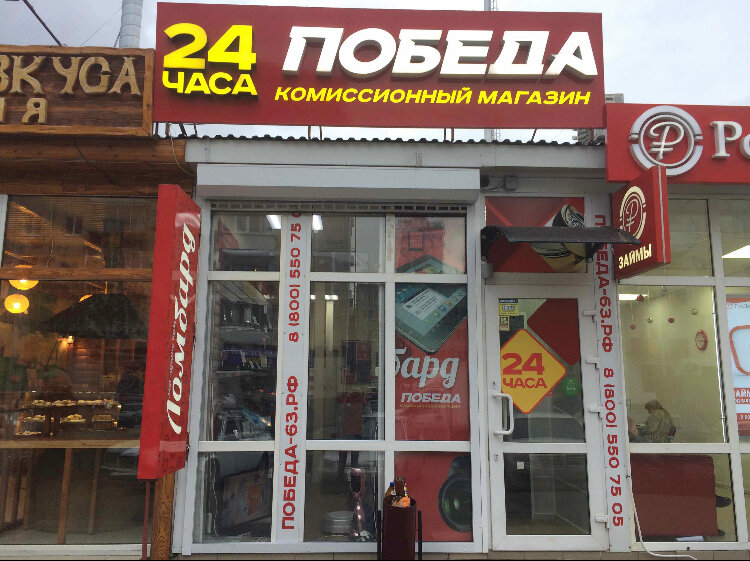 24
ЧАСА
ПОБЕДА
КОМИССИОННЫЙ МАГАЗИН
ВКУСА
Ломбард
8 (800) 550 75 0
ПОБЕДА-63.РФ
бард
ПОБЕДА
24
ЧАСА
ПОБЕДА-63.РФ 8 (800) 550 75 05
ЗАЙМЫ